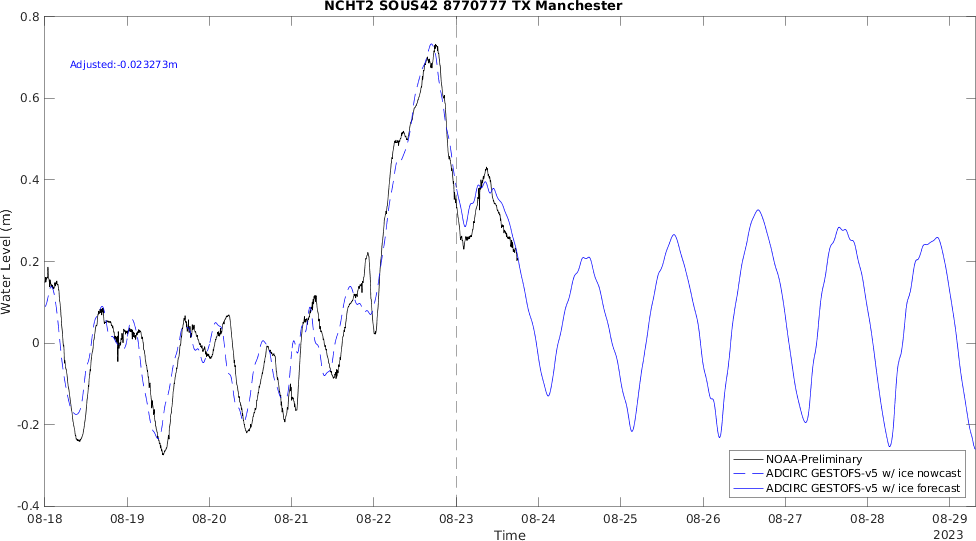 NCHT2 SOUS42 8770777 TX Manchester
Adjusted:-0.023273m
Water Level (m)
0.8
0.6
0.4
0.2
0
-0.2
-0.4
NOAA-Preliminary
ADCIRC GESTOFS-v5 w/ ice nowcast
ADCIRC GESTOFS-v5 w/ ice forecast
08-18 08-19 08-20 08-21 08-22 08-23 08-24 08-25 08-26 08-27 08-28 08-29
Time
2023